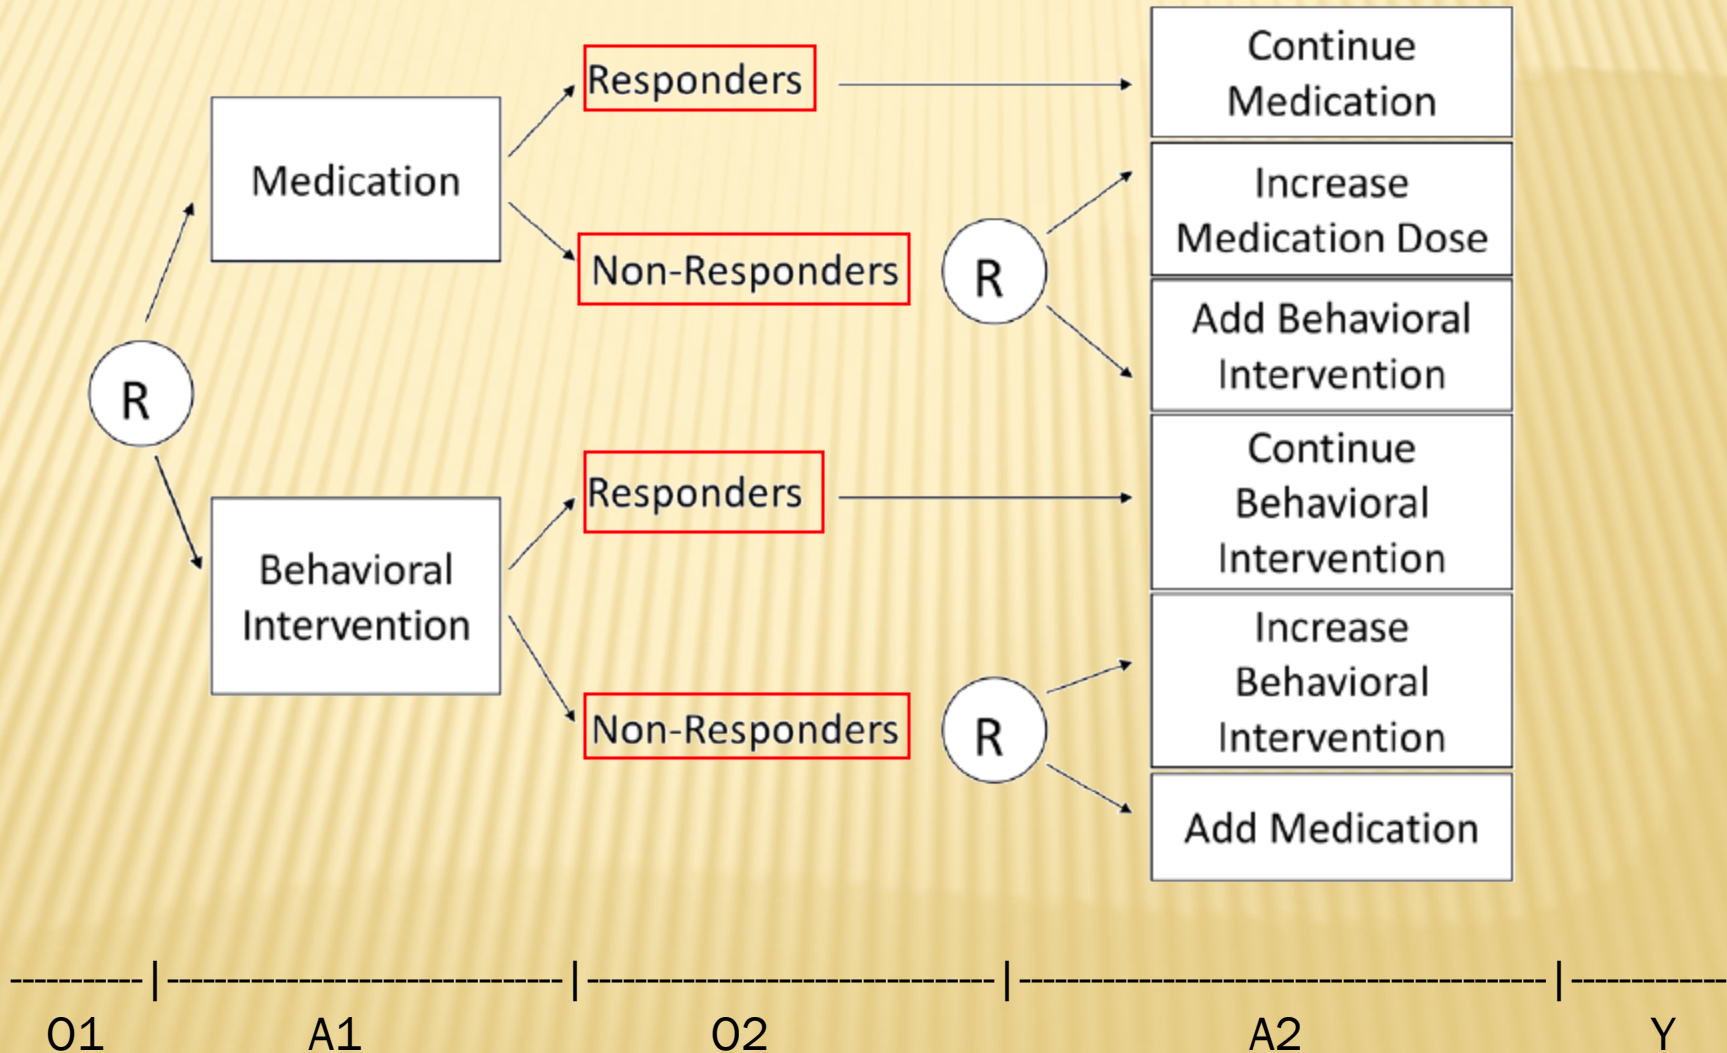 Responders
Continue
Medication
Medication
Increase
Medication Dose
Non-Responders
R
Add Behavioral
Intervention
R
Responders
Continue
Behavioral
Intervention
Behavioral
Intervention
Increase
Behavioral
Intervention
Non-Responders
R
Add Medication
O1 A1 O2 A2 Y